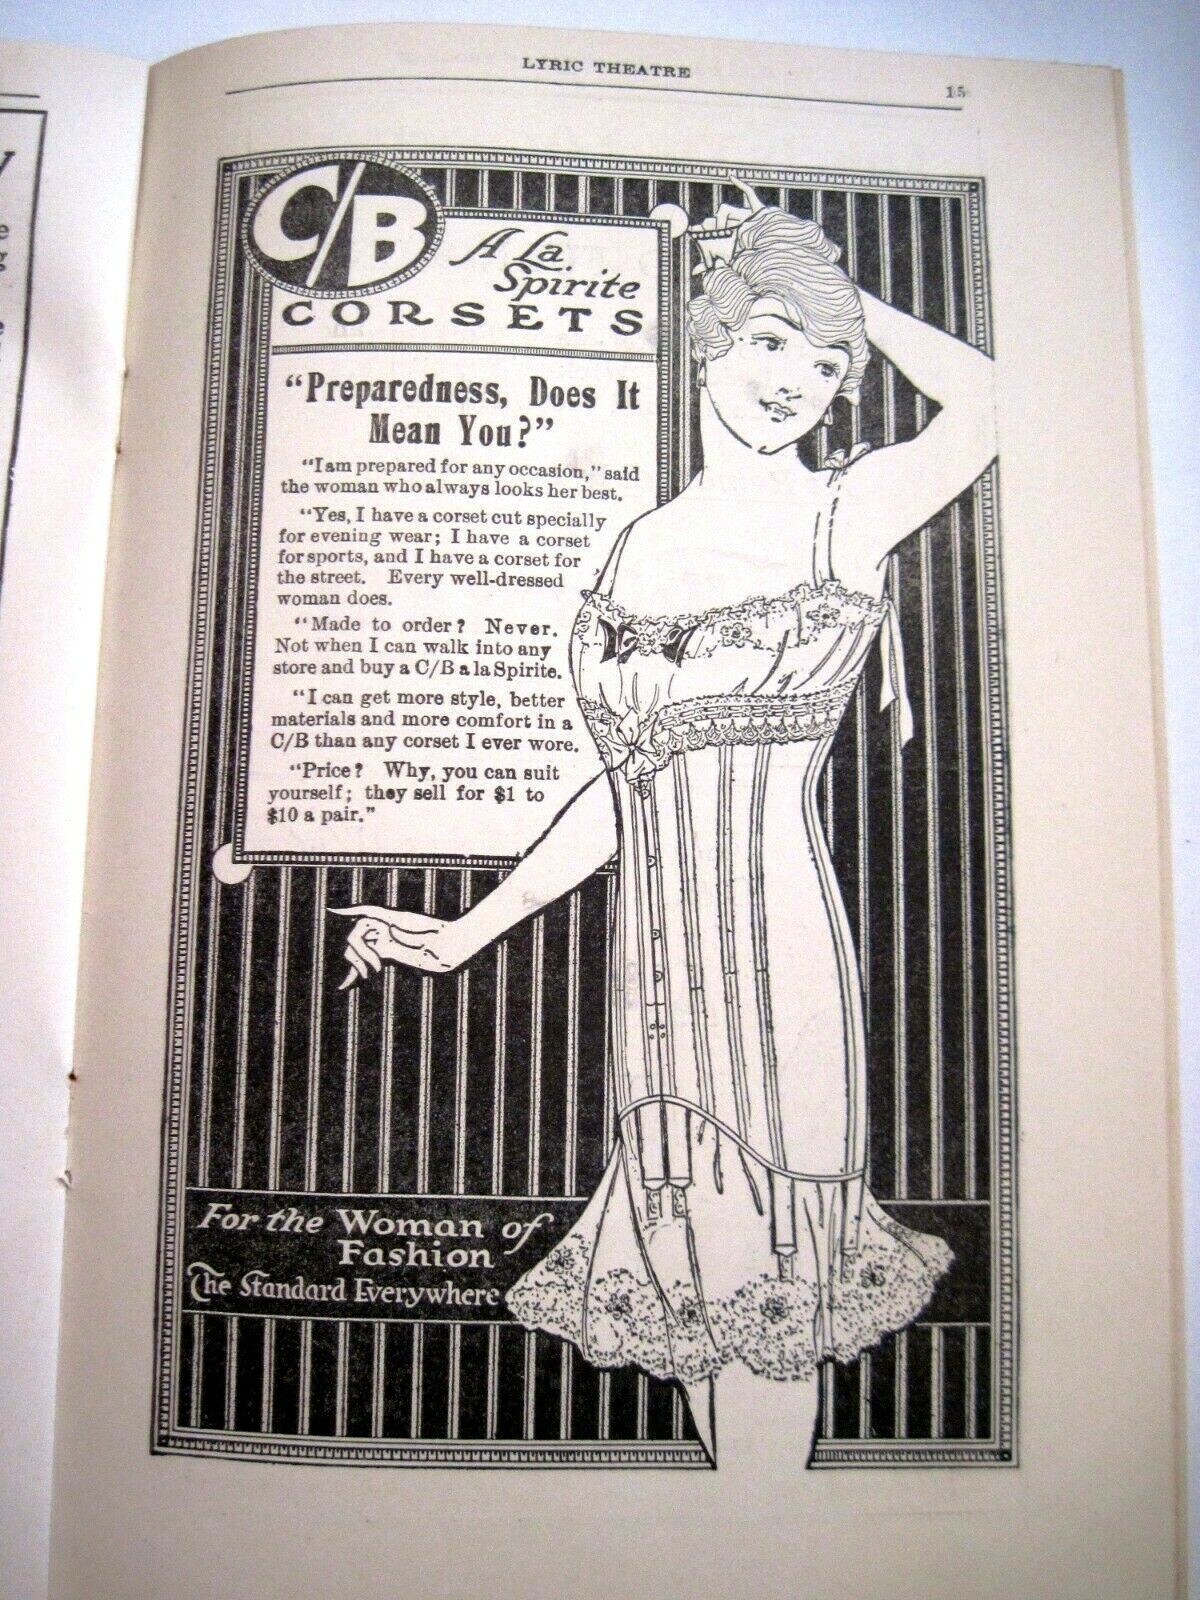 LYRIC THEATRE
15
C/B
A La
Spirite
CORSETS
"Preparedness, Does It
Mean You?"
"I am prepared for any occasion," said
the woman who always looks her best.
"Yes, I have a corset cut specially
for evening wear; I have a corset
for sports, and I have a corset for
the street. Every well-dressed
woman does.
"Made to order? Never.
Not when I can walk into any
store and buy a C/B a la Spirite.
"I can get more style, better
materials and more comfort in a
C/B than any corset I ever wore.
"Price? Why, you can suit
yourself; they sell for $1 to
$10 a pair."
For the Woman of
Fashion
The Standard Everywhere